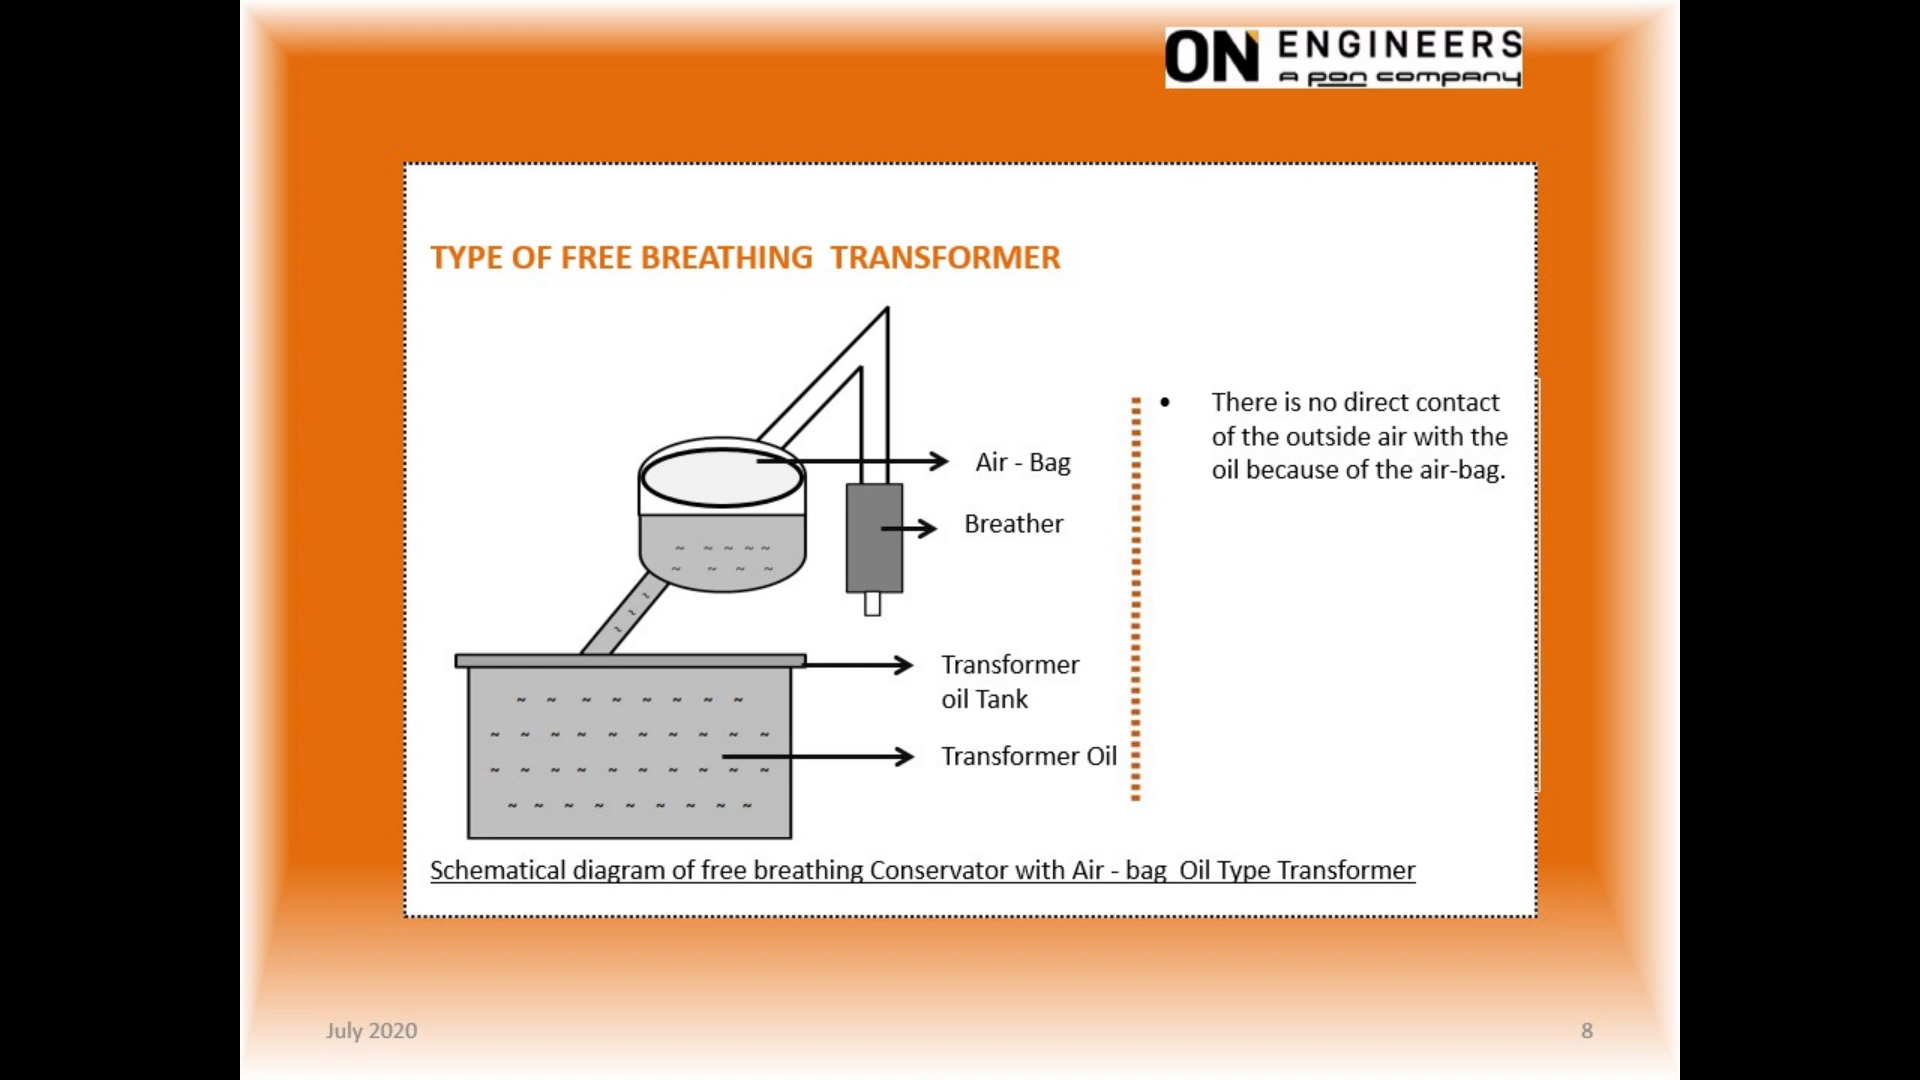 ON ENGINEERS
a pon company
TYPE OF FREE BREATHING TRANSFORMER
Air - Bag
Breather
Transformer
oil Tank
Transformer Oil
• There is no direct contact
of the outside air with the
oil because of the air-bag.
Schematical diagram of free breathing Conservator with Air - bag Oil Type Transformer
July 2020
8